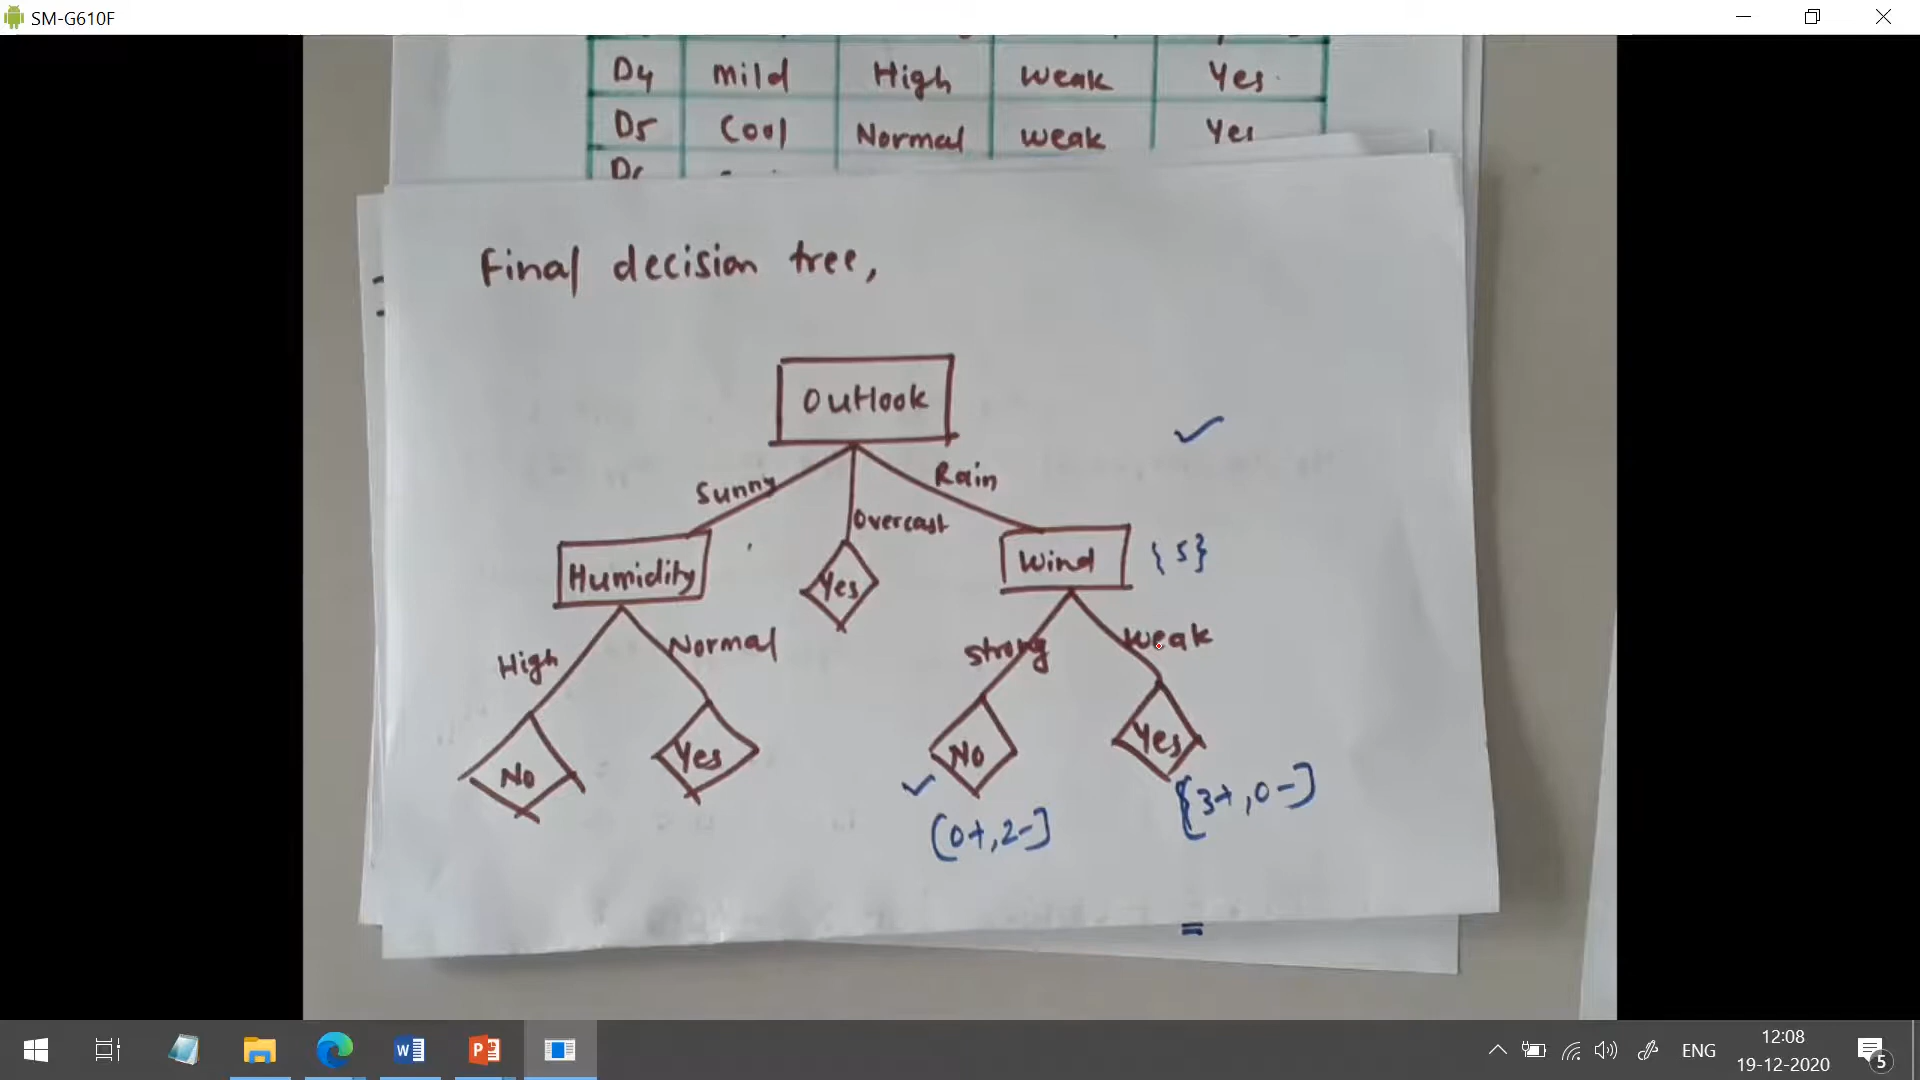 SM-G610F
D4 Mild High Weak Yes
D5 Cool Normal Weak Yes
Final decision tree,
Outlook
Sunny Overcast Rain
Humidity Yes Wind {5}
High Normal Strong Weak
No Yes No Yes
[0+,2-] [3+,0-]
=
ENG
12:08
19-12-2020
5